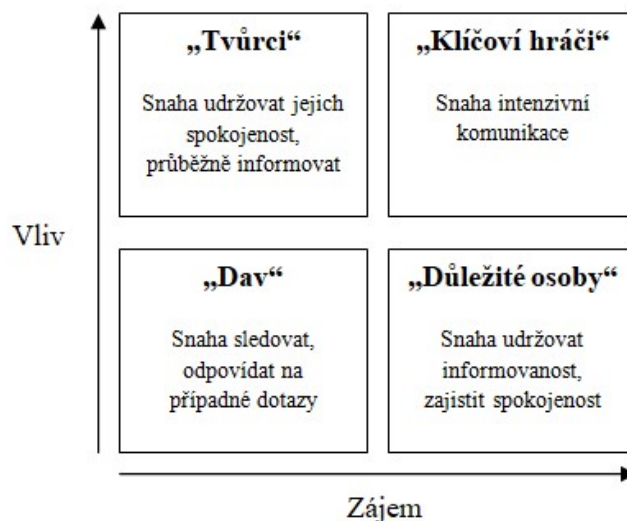 „Tvůrci“
Snaha udržovat jejich
spokojenost,
průběžně informovat
„Klíčoví hráči“
Snaha intenzivní
komunikace
Vliv
„Dav“
Snaha sledovat,
odpovídat na
případné dotazy
„Důležité osoby“
Snaha udržovat
informovanost,
zajistit spokojenost
Zájem